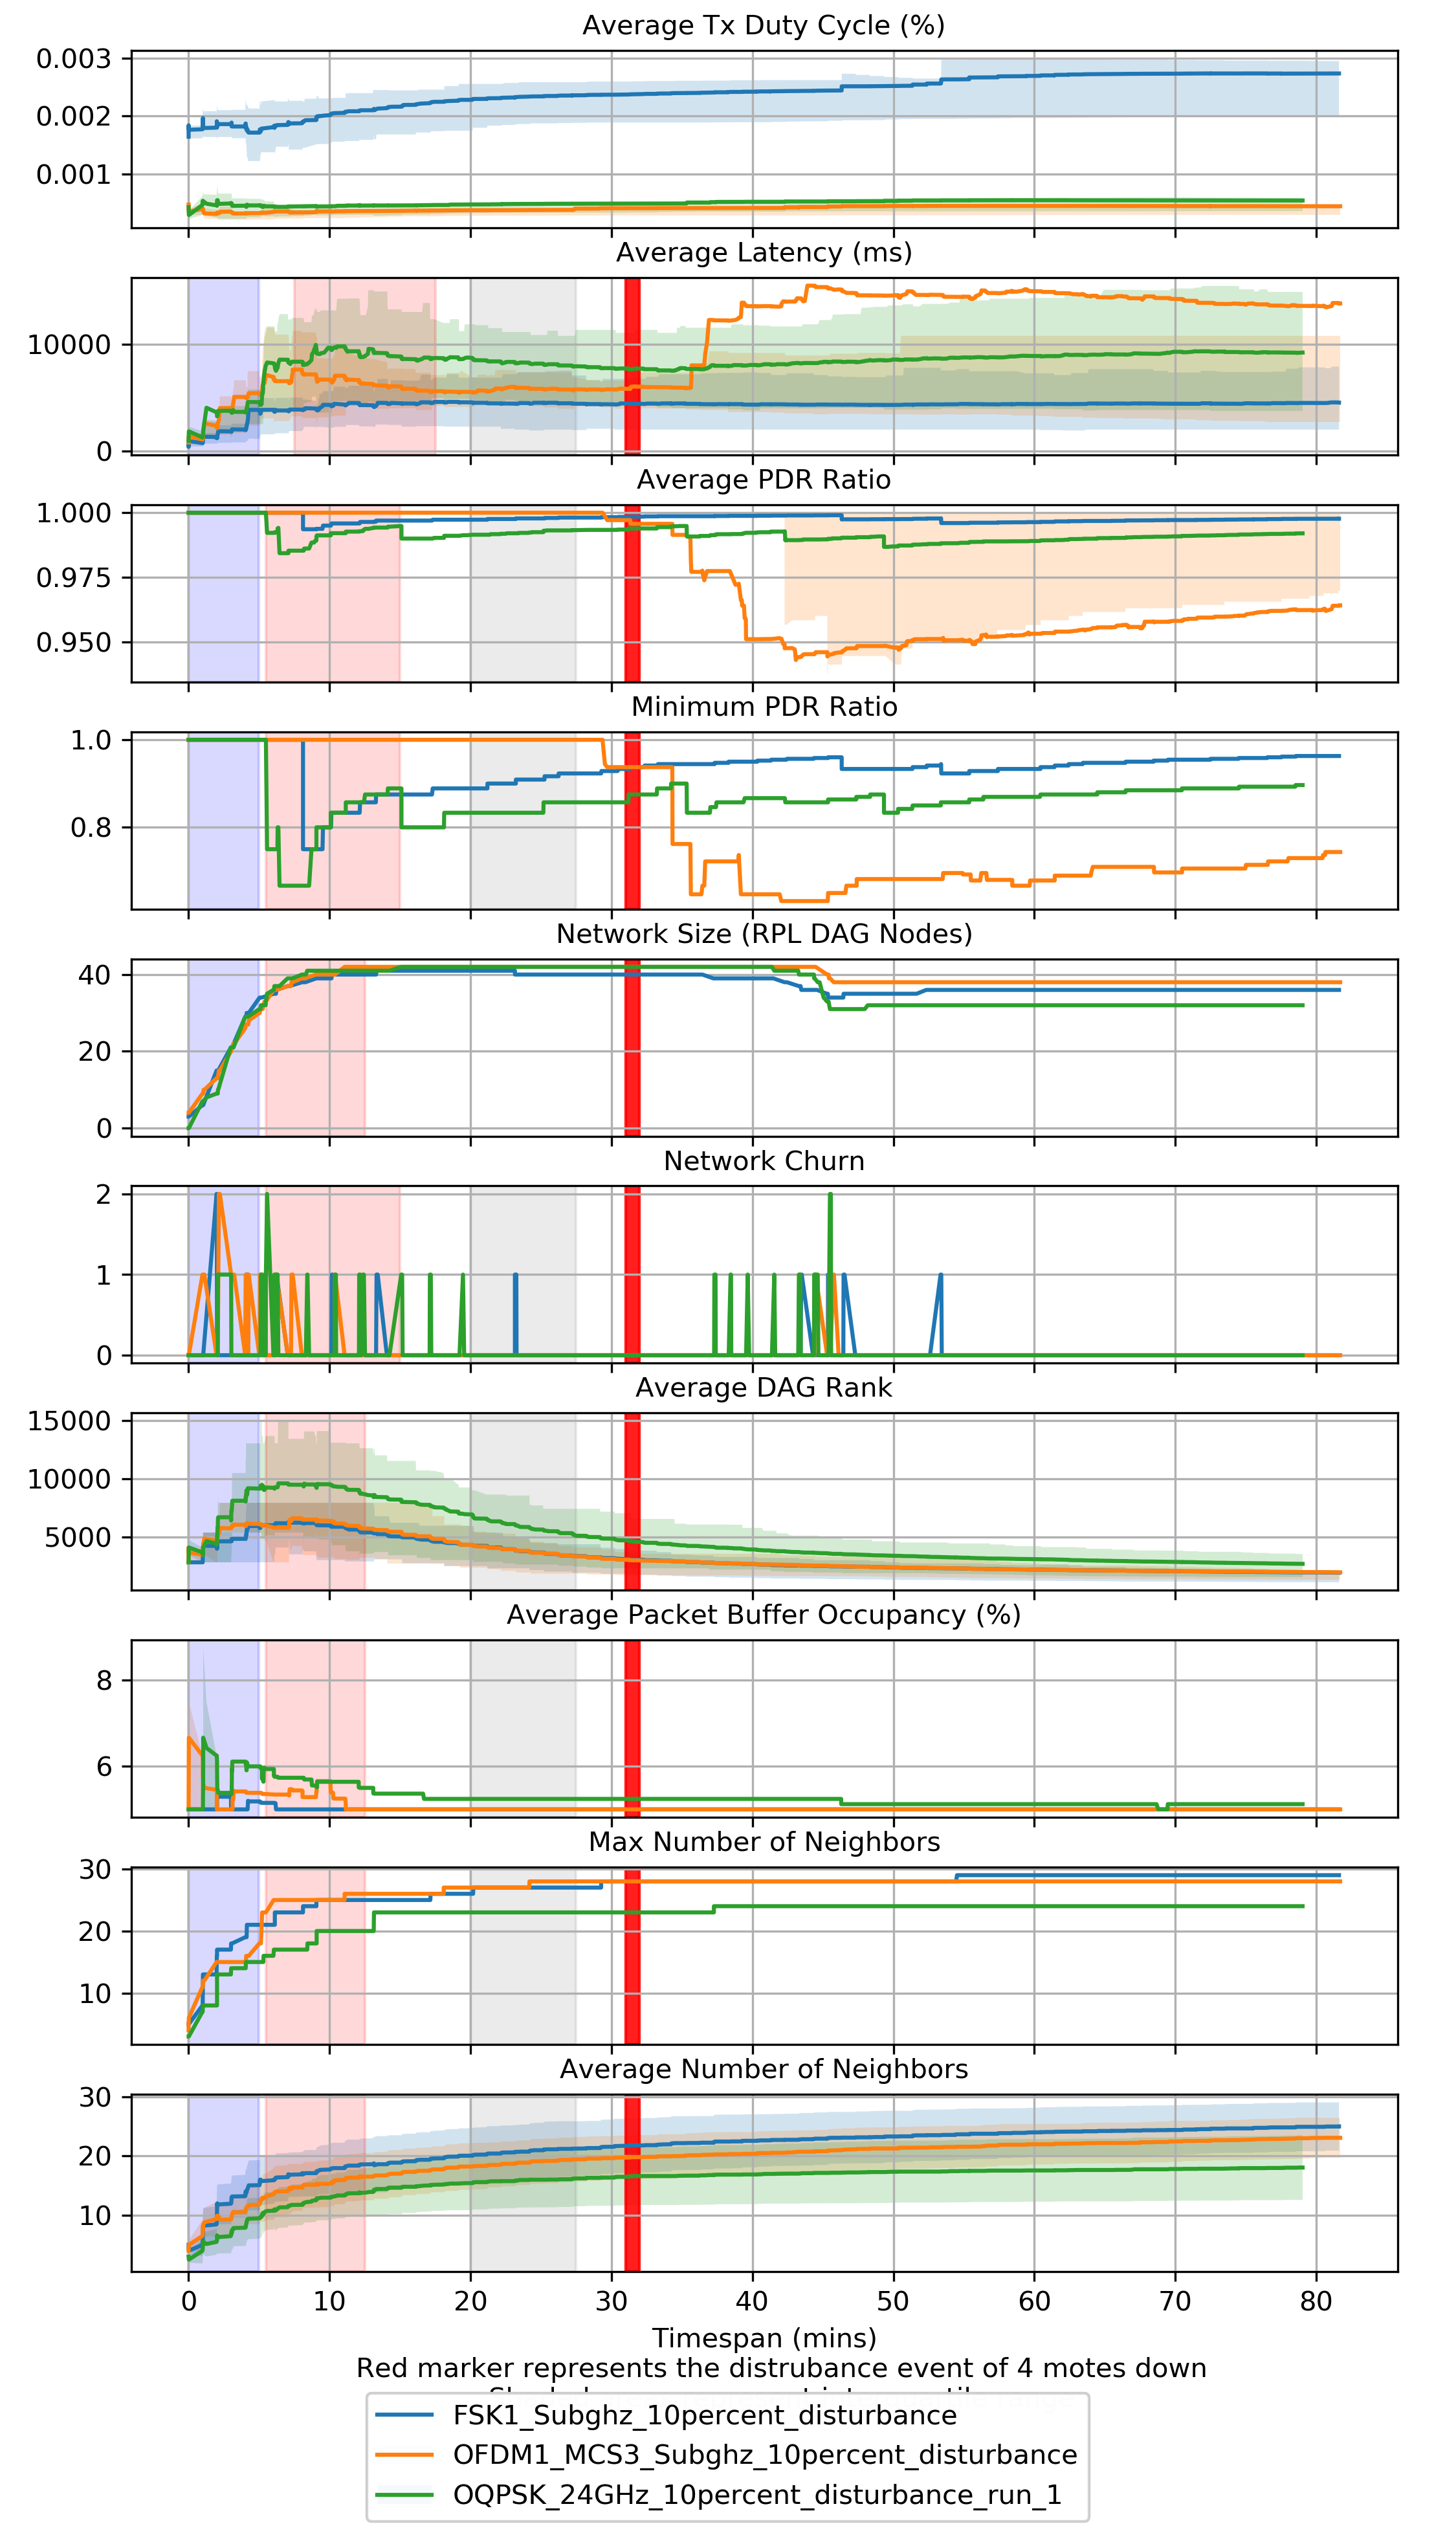 Average Tx Duty Cycle (%)
0.003
0.002
0.001
Average Latency (ms)
10000
0
Average PDR Ratio
1.000
0.975
0.950
Minimum PDR Ratio
1.0
0.8
Network Size (RPL DAG Nodes)
40
20
0
Network Churn
2
1
0
Average DAG Rank
15000
10000
5000
Average Packet Buffer Occupancy (%)
8
6
Max Number of Neighbors
30
20
10
Average Number of Neighbors
30
20
10
0 10 20 30 40 50 60 70 80
Timespan (mins)
Red marker represents the distrubance event of 4 motes down
FSK1_Subghz_10percent_disturbance
OFDM1_MCS3_Subghz_10percent_disturbance
OQPSK_24GHz_10percent_disturbance_run_1